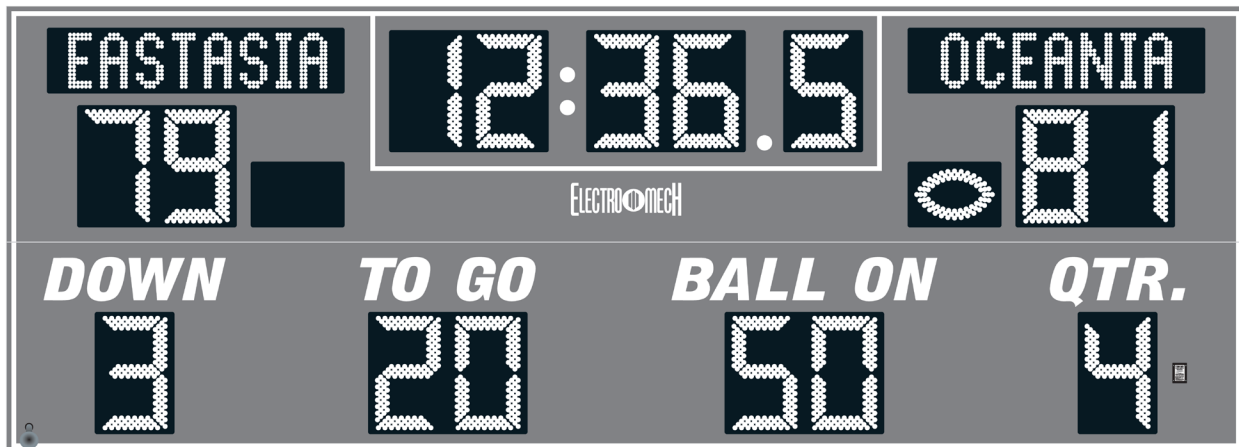 EASTASIA 12:36.5 OCEANIA
79 81
ELECTRO-MECH
DOWN TO GO BALL ON QTR.
3 20 50 4